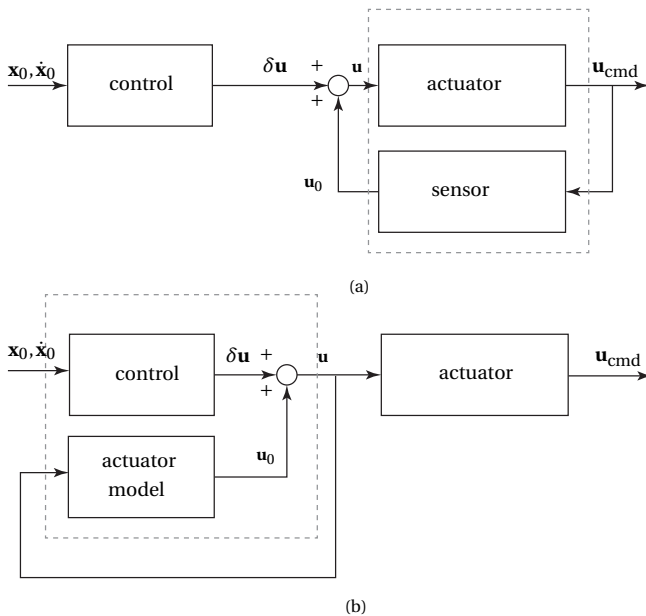 𝐱₀, 𝐱̇₀
control
δ𝐮
+
+
𝐮
actuator
𝐮cmd
𝐮₀
sensor
(a)
𝐱₀, 𝐱̇₀
control
δ𝐮
+
+
𝐮
actuator
𝐮cmd
actuator
model
𝐮₀
(b)